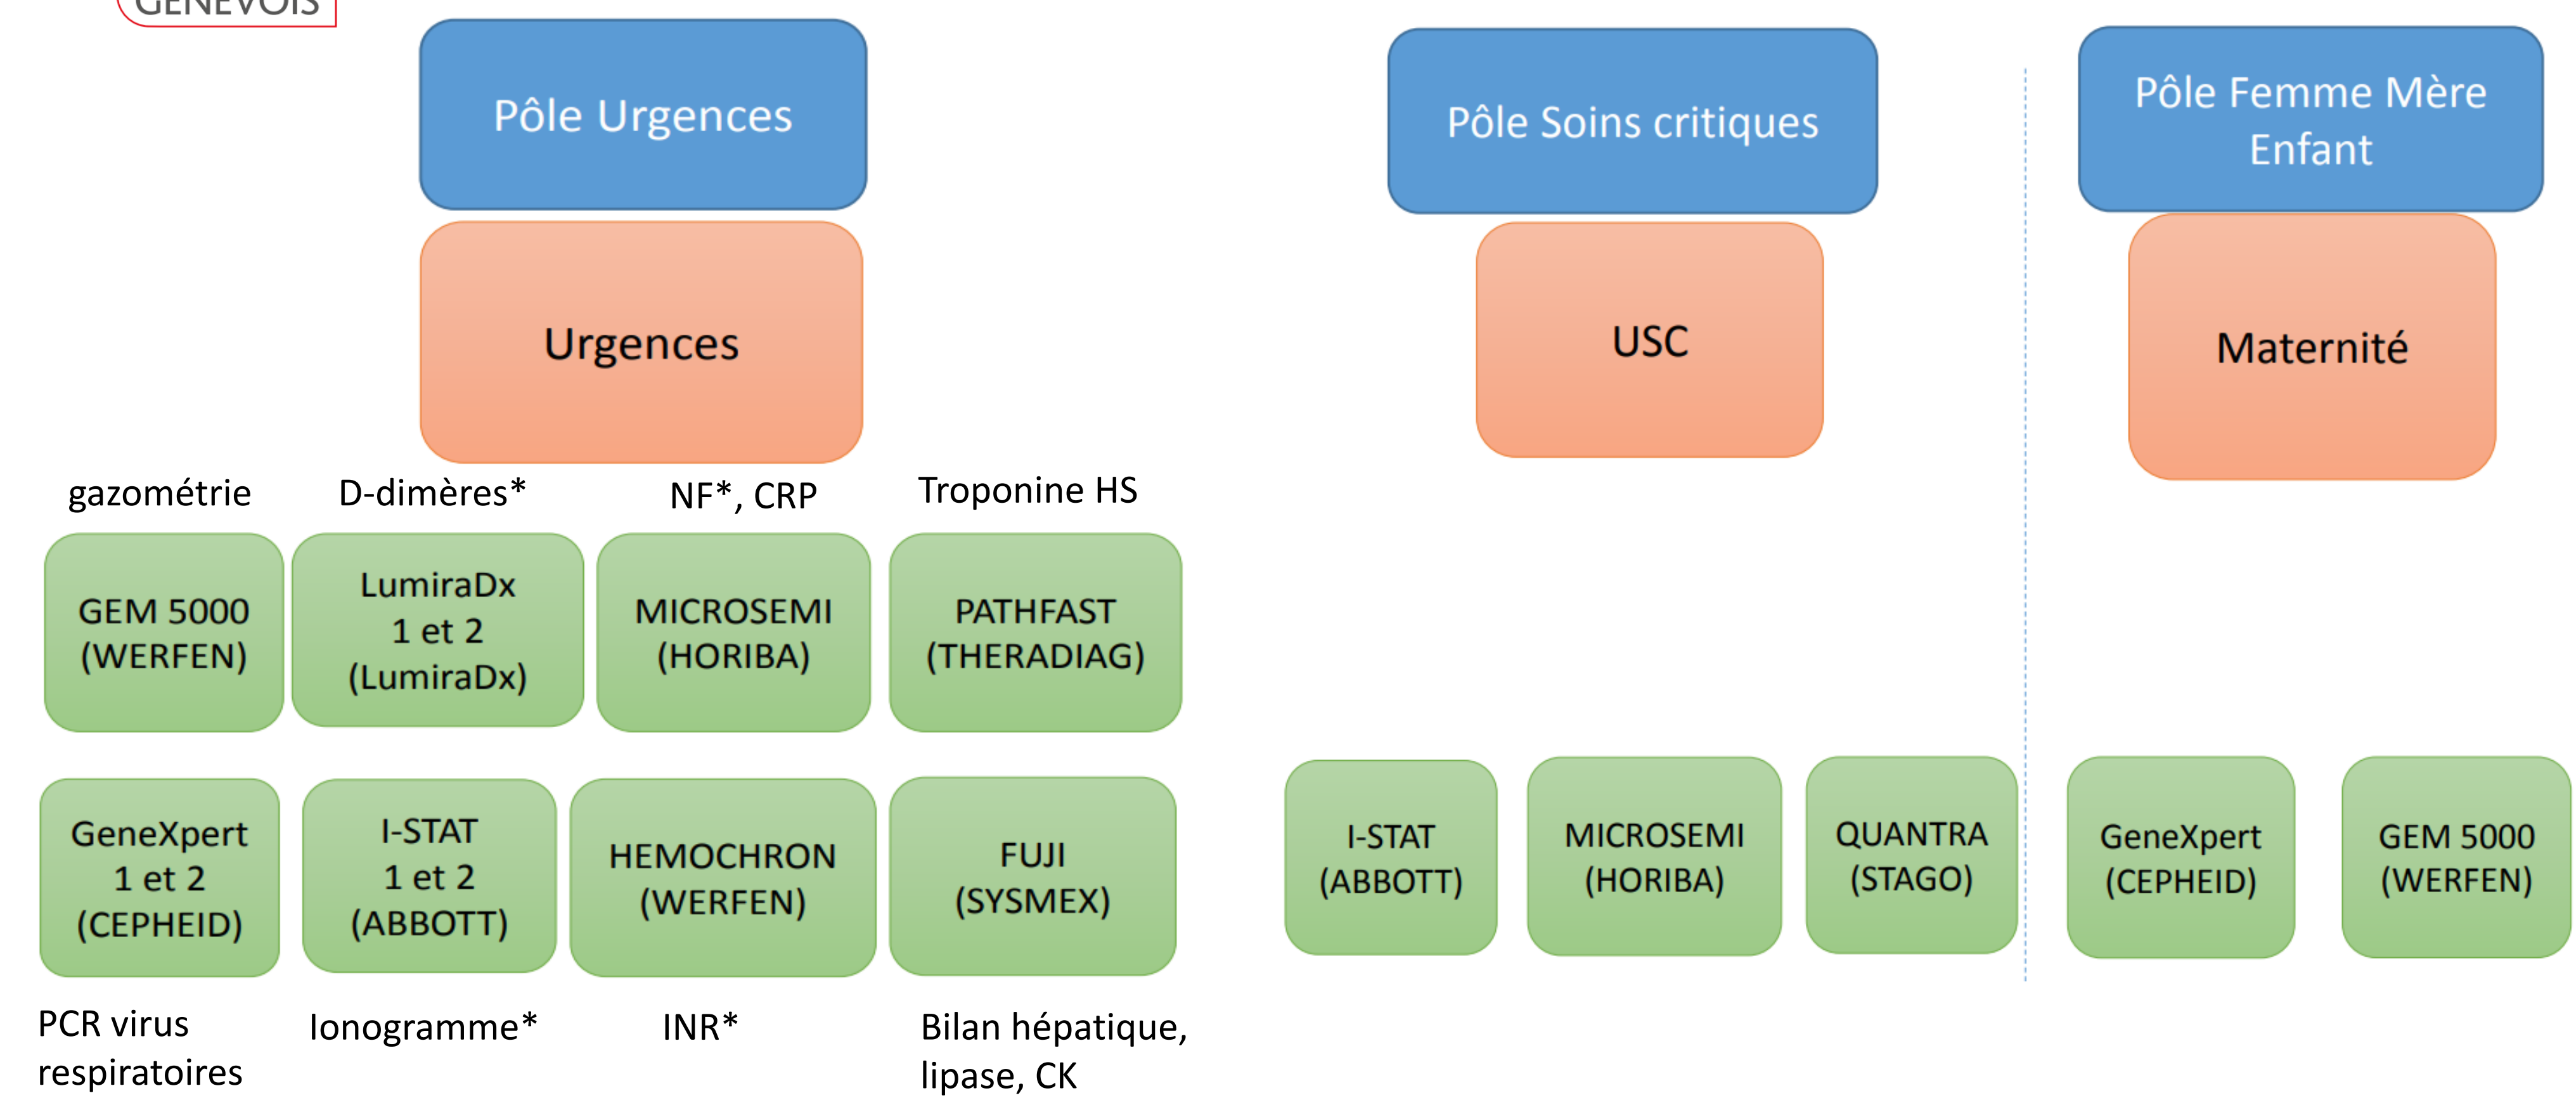 GENEVOIS
Pôle Urgences
Pôle Soins critiques
Pôle Femme Mère
Enfant
Urgences
USC
Maternité
gazométrie
D-dimères*
NF*, CRP
Troponine HS
GEM 5000
(WERFEN)
LumiraDx
1 et 2
(LumiraDx)
MICROSEMI
(HORIBA)
PATHFAST
(THERADIAG)
GeneXpert
1 et 2
(CEPHEID)
I-STAT
1 et 2
(ABBOTT)
HEMOCHRON
(WERFEN)
FUJI
(SYSMEX)
I-STAT
(ABBOTT)
MICROSEMI
(HORIBA)
QUANTRA
(STAGO)
GeneXpert
(CEPHEID)
GEM 5000
(WERFEN)
PCR virus
respiratoires
Ionogramme*
INR*
Bilan hépatique,
lipase, CK